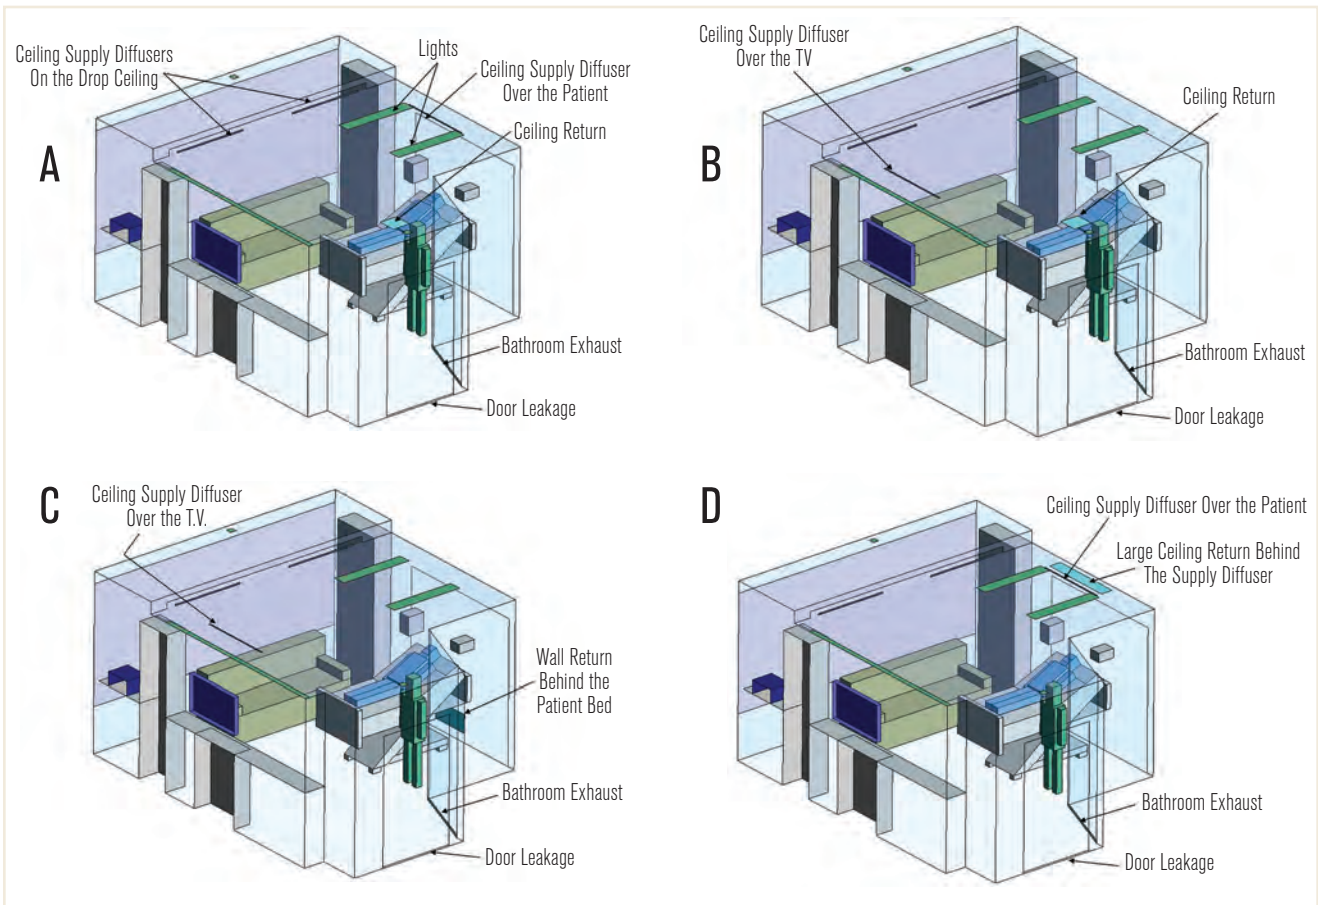 A
Ceiling Supply Diffusers
On the Drop Ceiling
Lights
Ceiling Supply Diffuser
Over the Patient
Ceiling Return
Bathroom Exhaust
Door Leakage
B
Ceiling Supply Diffuser
Over the TV
Ceiling Return
Bathroom Exhaust
Door Leakage
C
Ceiling Supply Diffuser
Over the T.V.
Wall Return
Behind the
Patient Bed
Bathroom Exhaust
Door Leakage
D
Ceiling Supply Diffuser Over the Patient
Large Ceiling Return Behind
The Supply Diffuser
Bathroom Exhaust
Door Leakage